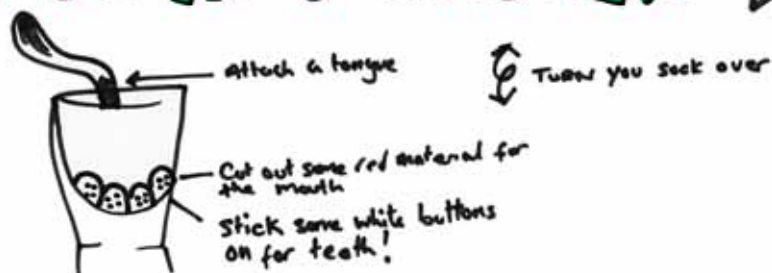 Attach a tongue
TURN YOU SOCK OVER
Cut out some red material for
the mouth
Stick some white buttons
on for teeth!